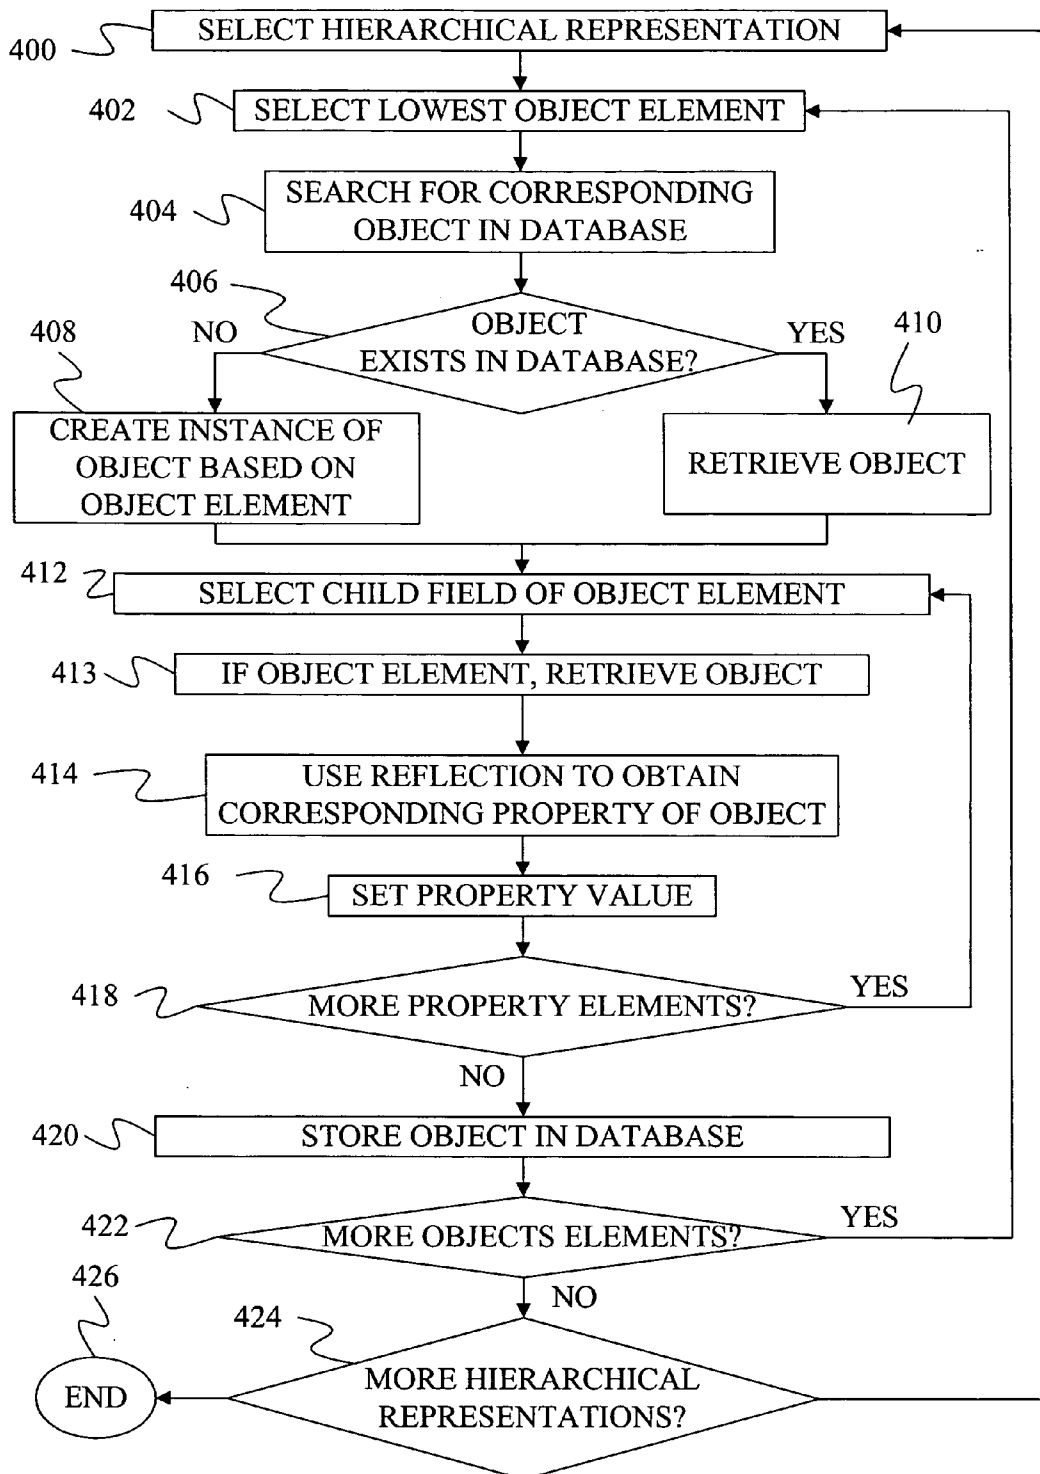 400
SELECT HIERARCHICAL REPRESENTATION
402
SELECT LOWEST OBJECT ELEMENT
404
SEARCH FOR CORRESPONDING
OBJECT IN DATABASE
406
OBJECT
EXISTS IN DATABASE?
NO
YES
408
CREATE INSTANCE OF
OBJECT BASED ON
OBJECT ELEMENT
410
RETRIEVE OBJECT
412
SELECT CHILD FIELD OF OBJECT ELEMENT
413
IF OBJECT ELEMENT, RETRIEVE OBJECT
414
USE REFLECTION TO OBTAIN
CORRESPONDING PROPERTY OF OBJECT
416
SET PROPERTY VALUE
418
MORE PROPERTY ELEMENTS?
YES
NO
420
STORE OBJECT IN DATABASE
422
MORE OBJECTS ELEMENTS?
YES
NO
426
END
424
MORE HIERARCHICAL
REPRESENTATIONS?